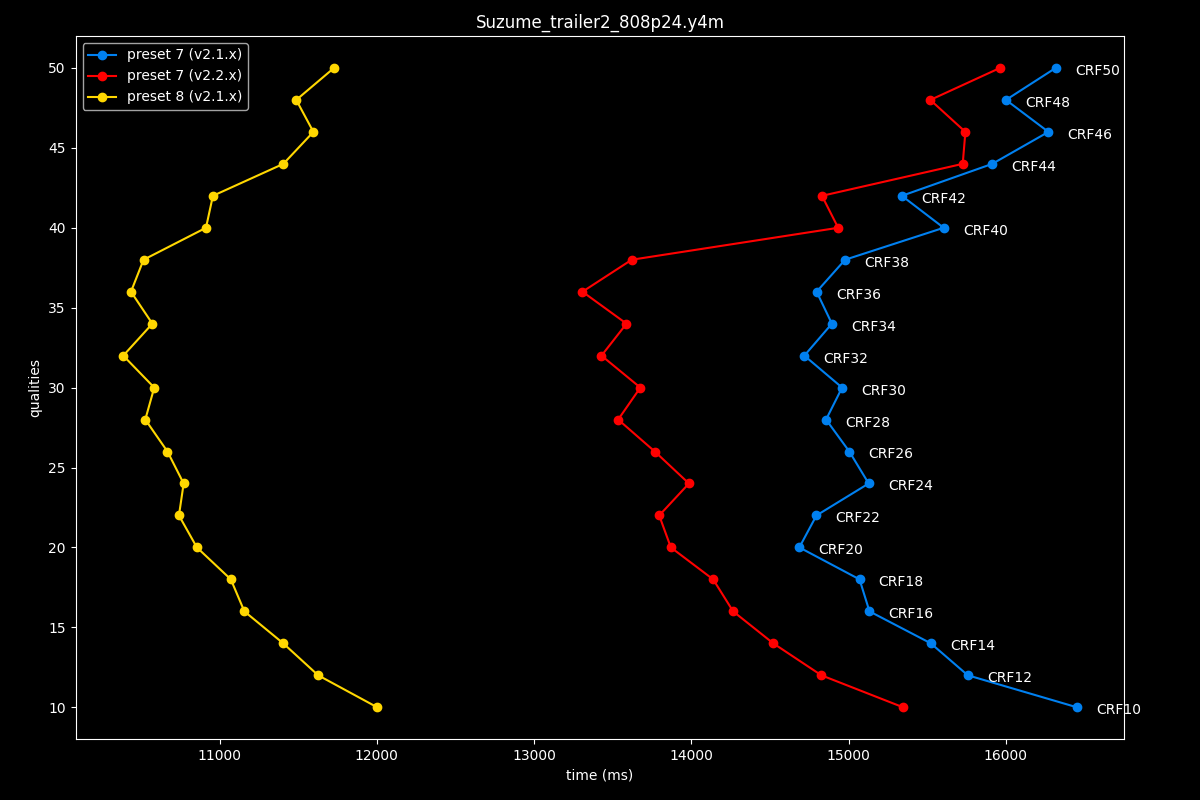 Suzume_trailer2_808p24.y4m
preset 7 (v2.1.x)
preset 7 (v2.2.x)
preset 8 (v2.1.x)
50
45
40
35
30
25
20
15
10
qualities
CRF50
CRF48
CRF46
CRF44
CRF42
CRF40
CRF38
CRF36
CRF34
CRF32
CRF30
CRF28
CRF26
CRF24
CRF22
CRF20
CRF18
CRF16
CRF14
CRF12
CRF10
11000 12000 13000 14000 15000 16000
time (ms)